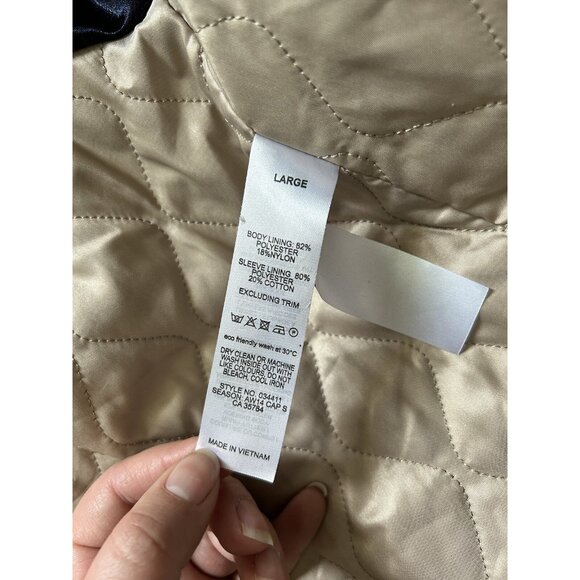 LARGE
BODY LINING: 82%
POLYESTER
18%NYLON
SLEEVE LINING: 80%
POLYESTER
20% COTTON
EXCLUDING TRIM
eco friendly wash at 30°C
DRY CLEAN OR MACHINE
WASH INSIDE OUT WITH
LIKE COLOURS, DO NOT
BLEACH, COOL IRON
STYLE NO. 034411
SEASON: AW14 CAP S
CA 35784
MADE IN VIETNAM